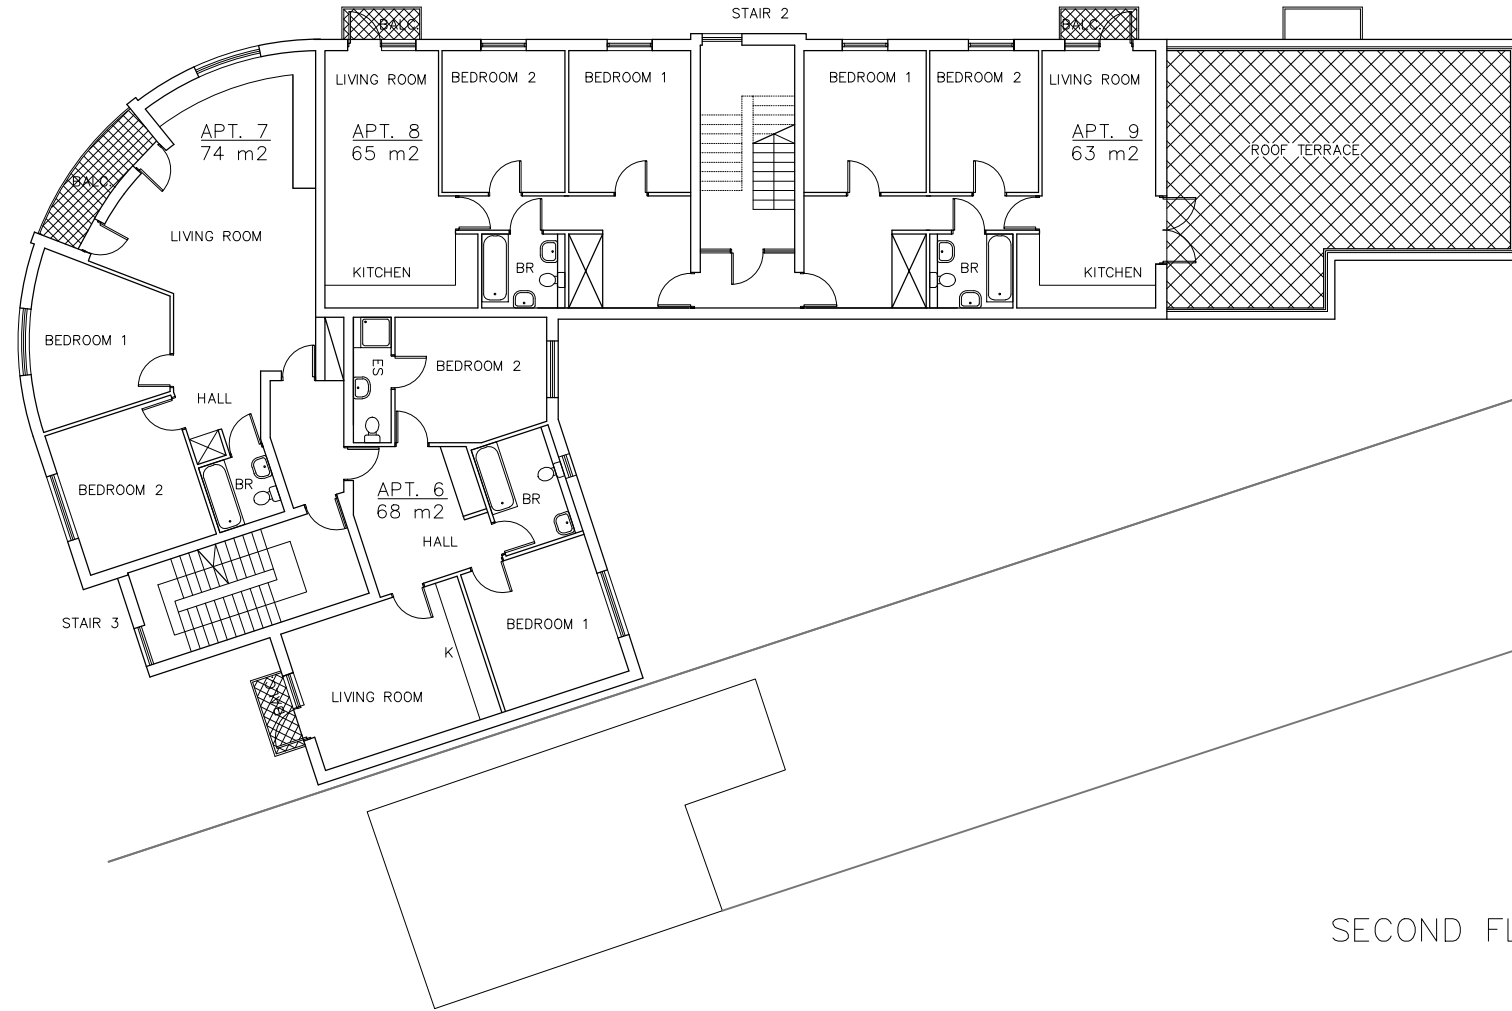 STAIR 2
BALC.
BALC.
LIVING ROOM
BEDROOM 2
BEDROOM 1
BEDROOM 1
BEDROOM 2
LIVING ROOM
APT. 7
74 m2
APT. 8
65 m2
APT. 9
63 m2
ROOF TERRACE
BALC.
LIVING ROOM
KITCHEN
BR
BR
KITCHEN
BEDROOM 1
ES
BEDROOM 2
HALL
BEDROOM 2
BR
APT. 6
68 m2
BR
HALL
STAIR 3
BEDROOM 1
K
LIVING ROOM
SECOND FL